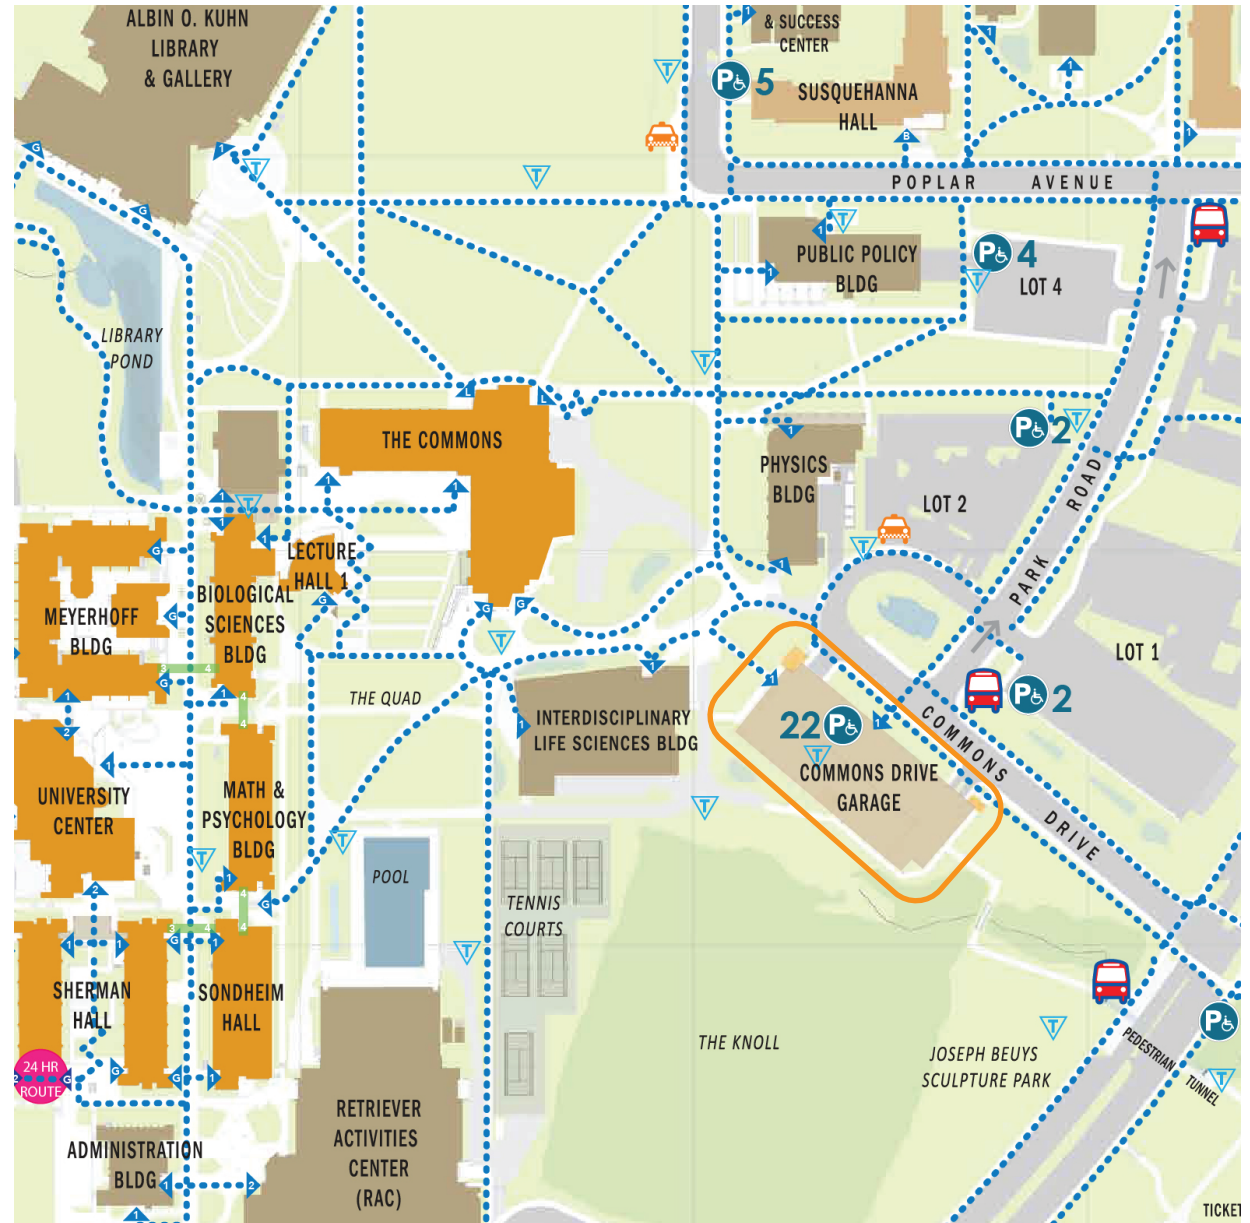 ALBIN O. KUHN
LIBRARY
& GALLERY
& SUCCESS
CENTER
P 5
SUSQUEHANNA
HALL
POPLAR AVENUE
PUBLIC POLICY
BLDG
P 4
LOT 4
LIBRARY
POND
THE COMMONS
PHYSICS
BLDG
P 2
LOT 2
PARK ROAD
LECTURE
HALL 1
BIOLOGICAL
SCIENCES
BLDG
MEYERHOFF
BLDG
LOT 1
THE QUAD
INTERDISCIPLINARY
LIFE SCIENCES BLDG
22 P
COMMONS DRIVE
GARAGE
P 2
COMMONS DRIVE
UNIVERSITY
CENTER
MATH &
PSYCHOLOGY
BLDG
POOL
TENNIS
COURTS
SHERMAN
HALL
SONDHEIM
HALL
THE KNOLL
JOSEPH BEUYS
SCULPTURE PARK
P
PEDESTRIAN
TUNNEL
24 HR
ROUTE
RETRIEVER
ACTIVITIES
CENTER
(RAC)
ADMINISTRATION
BLDG
TICKET